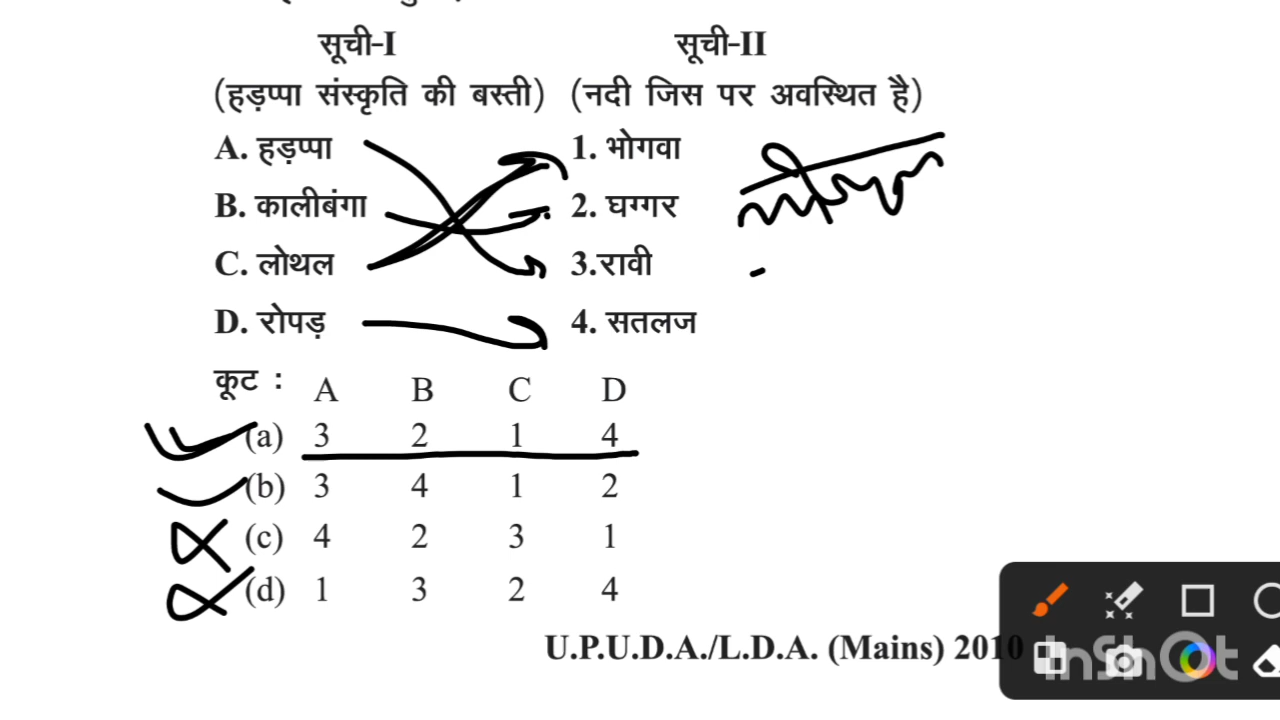 सूची-I सूची-II
(हड़प्पा संस्कृति की बस्ती) (नदी जिस पर अवस्थित है)
A. हड़प्पा 1. भोगवा
B. कालीबंगा 2. घग्गर
C. लोथल 3.रावी
D. रोपड़ 4. सतलज
कूट : A B C D
(a) 3 2 1 4
(b) 3 4 1 2
(c) 4 2 3 1
(d) 1 3 2 4
U.P.U.D.A./L.D.A. (Mains) 2010
InShOt